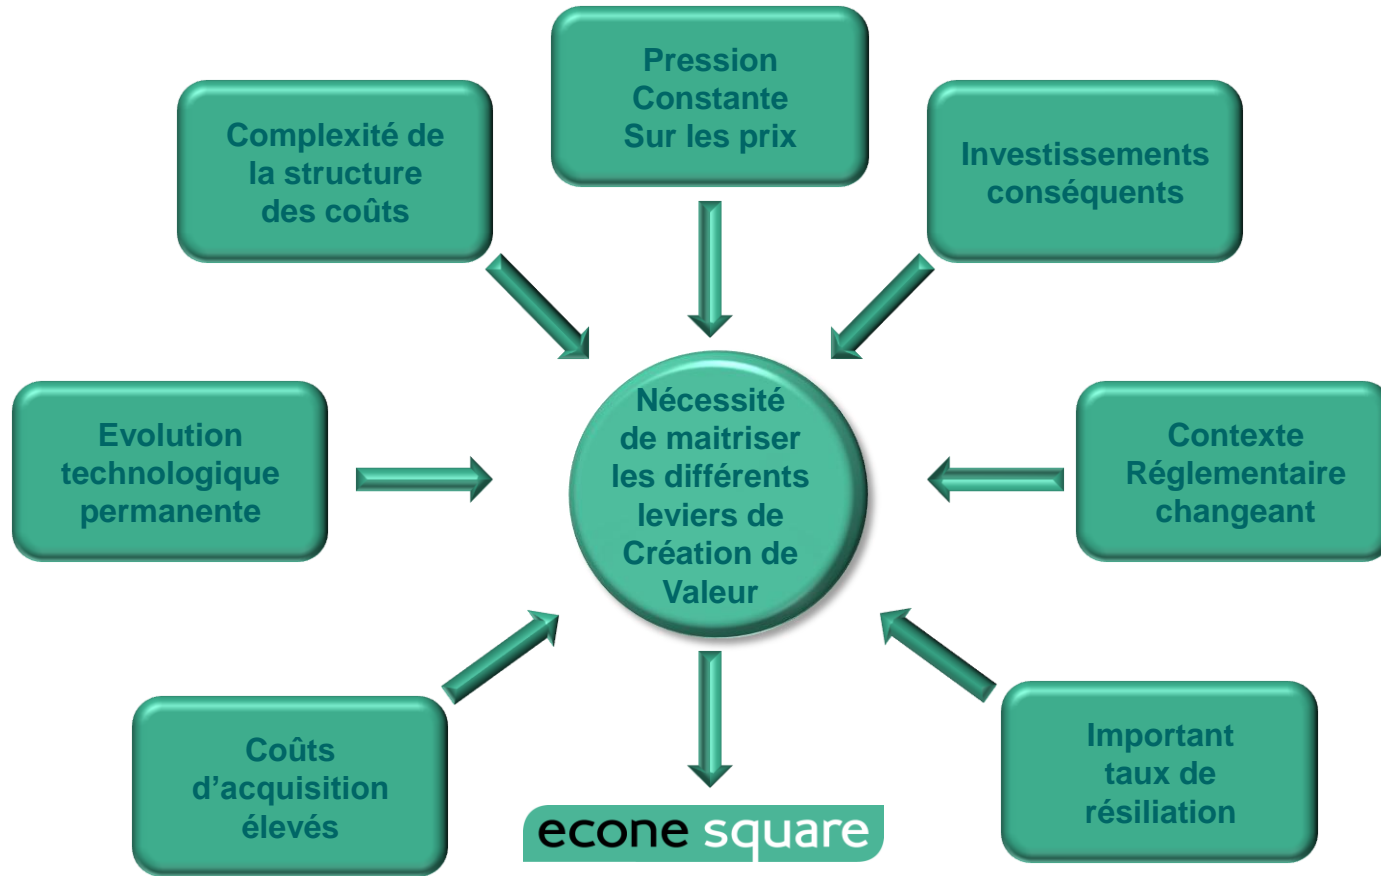 Pression
Constante
Sur les prix
Complexité de
la structure
des coûts
Investissements
conséquents
Nécessité
de maitriser
les différents
leviers de
Création de
Valeur
Evolution
technologique
permanente
Contexte
Réglementaire
changeant
Coûts
d’acquisition
élevés
Important
taux de
résiliation
econe square